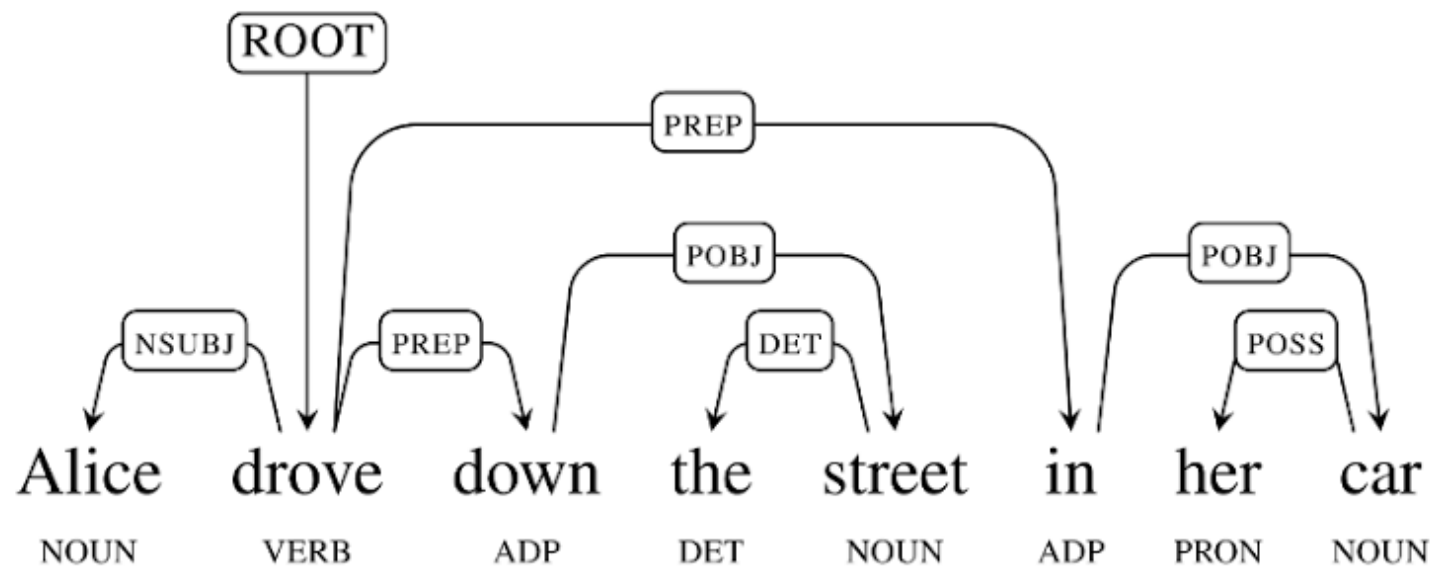 ROOT
PREP
POBJ POBJ
NSUBJ PREP DET POSS
Alice drove down the street in her car
NOUN VERB ADP DET NOUN ADP PRON NOUN